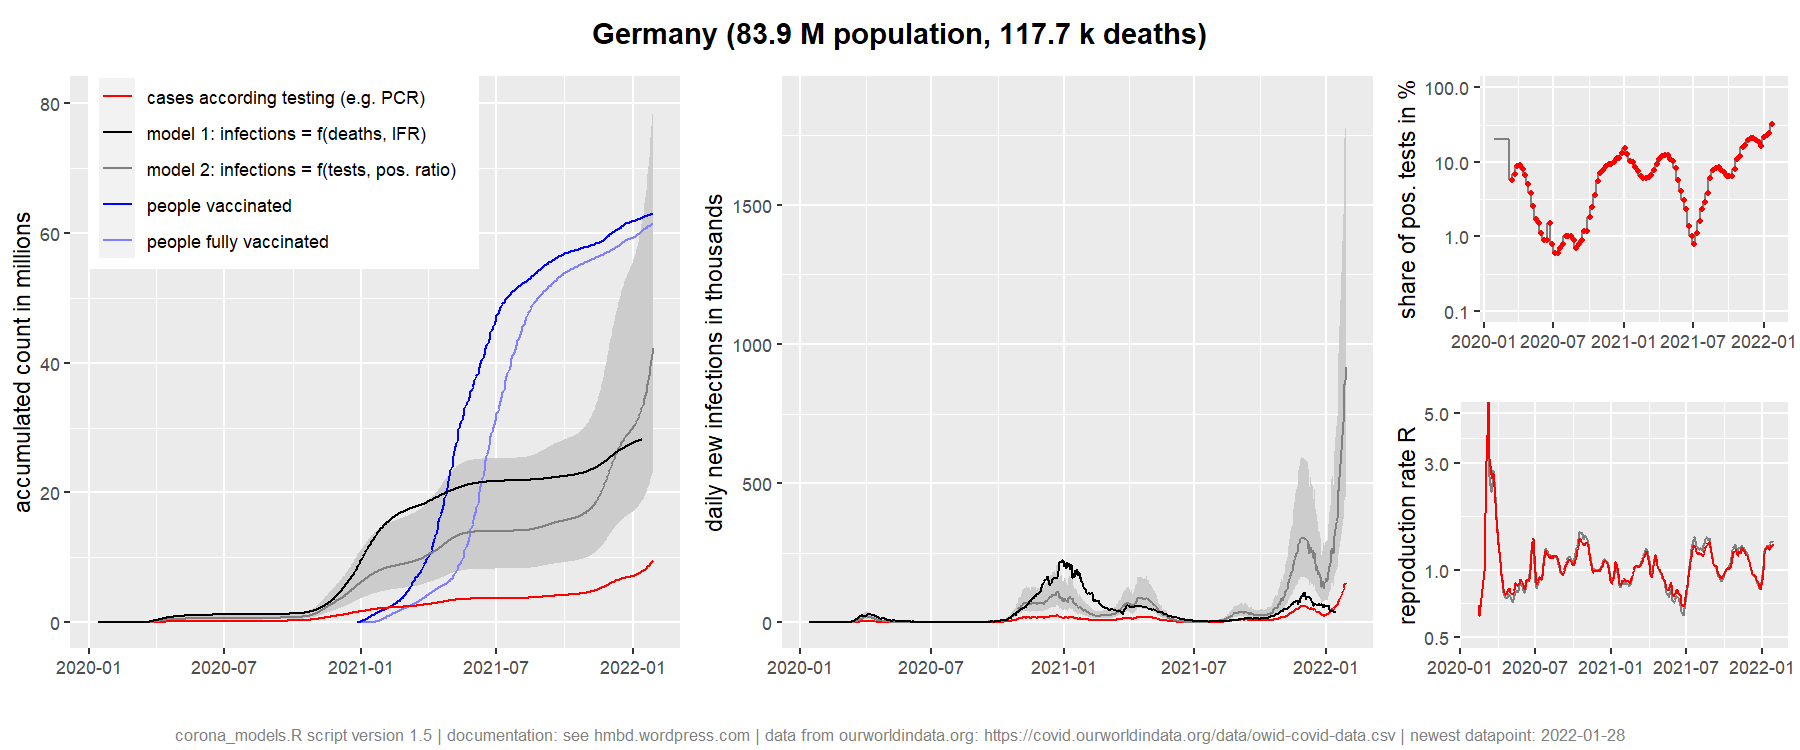 Germany (83.9 M population, 117.7 k deaths)
accumulated count in millions
80
60
40
20
0
cases according testing (e.g. PCR)
model 1: infections = f(deaths, IFR)
model 2: infections = f(tests, pos. ratio)
people vaccinated
people fully vaccinated
2020-01 2020-07 2021-01 2021-07 2022-01
daily new infections in thousands
1500
1000
500
0
2020-01 2020-07 2021-01 2021-07 2022-01
share of pos. tests in %
100.0
10.0
1.0
0.1
2020-01 2020-07 2021-01 2021-07 2022-01
reproduction rate R
5.0
3.0
1.0
0.5
2020-01 2020-07 2021-01 2021-07 2022-01
corona_models.R script version 1.5 | documentation: see hmbd.wordpress.com | data from ourworldindata.org: https://covid.ourworldindata.org/data/owid-covid-data.csv | newest datapoint: 2022-01-28